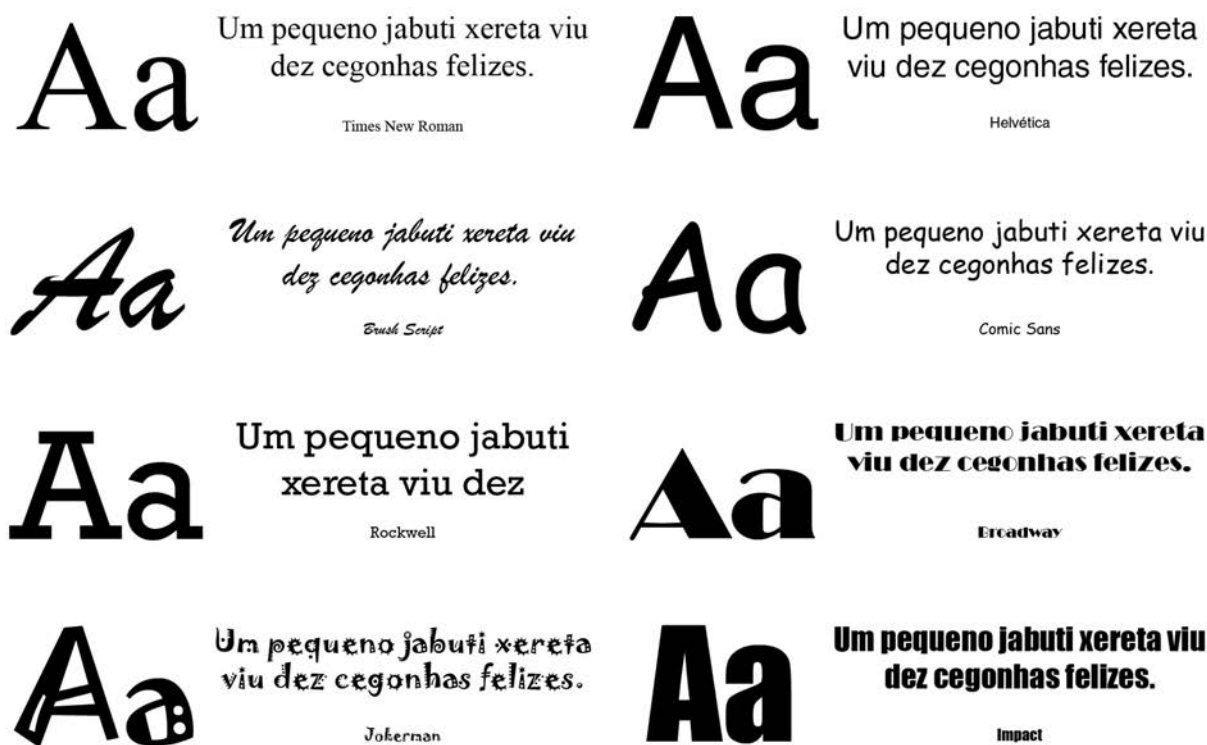 Aa
Um pequeno jabuti xereta viu
dez cegonhas felizes.
Times New Roman
Aa
Um pequeno jabuti xereta
viu dez cegonhas felizes.
Helvética
Aa
Um pequeno jabuti xereta viu
dez cegonhas felizes.
Brush Script
Aa
Um pequeno jabuti xereta viu
dez cegonhas felizes.
Comic Sans
Aa
Um pequeno jabuti
xereta viu dez
Rockwell
Aa
Um pequeno jabuti xereta
viu dez cegonhas felizes.
Broadway
Aa
Um pequeno jabuti xereta
viu dez cegonhas felizes.
Jokerman
Aa
Um pequeno jabuti xereta viu
dez cegonhas felizes.
Impact